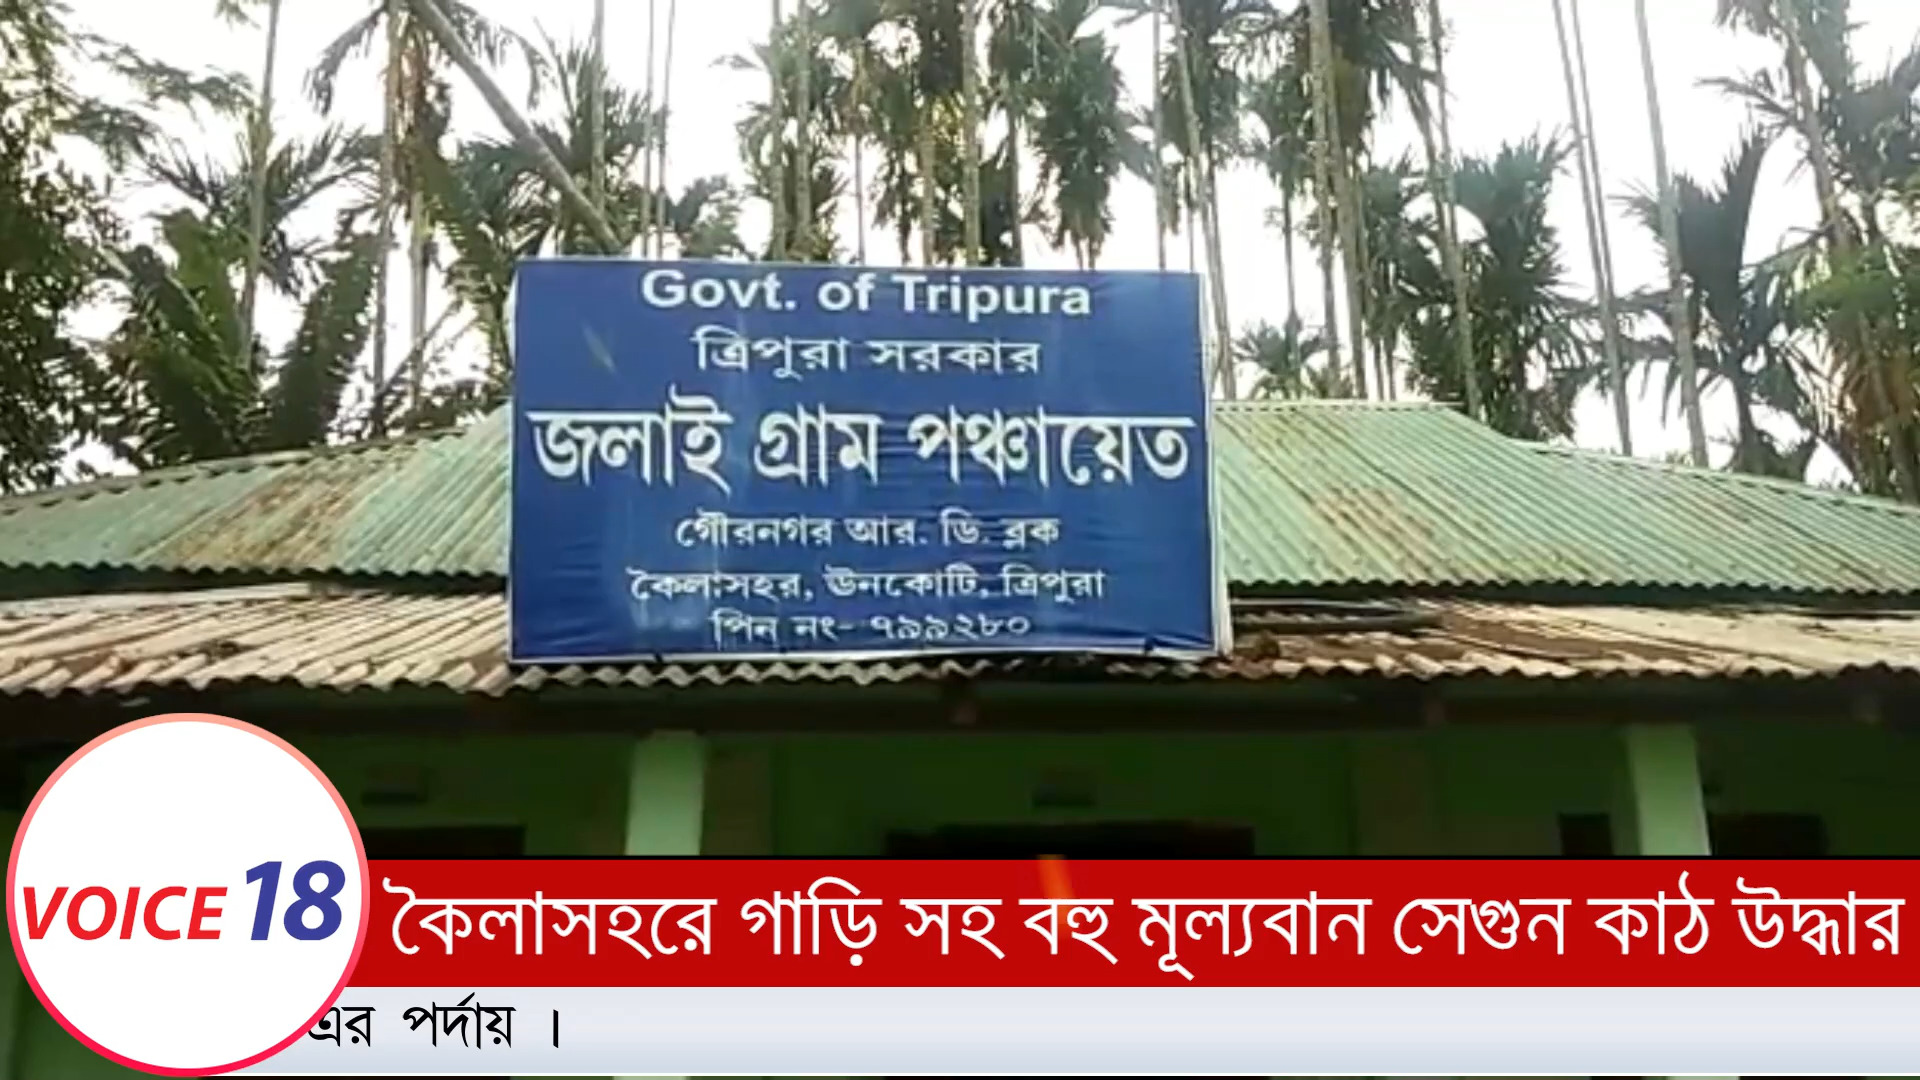 Govt. of Tripura
ত্রিপুরা সরকার
জলাই গ্রাম পঞ্চায়েত
গৌরনগর আর. ডি. ব্লক
কৈলাসহর, ঊনকোটি, ত্রিপুরা
পিন নং- ৭৯৯২৮০
VOICE 18
কৈলাসহরে গাড়ি সহ বহু মূল্যবান সেগুন কাঠ উদ্ধার
এর পর্দায় ।